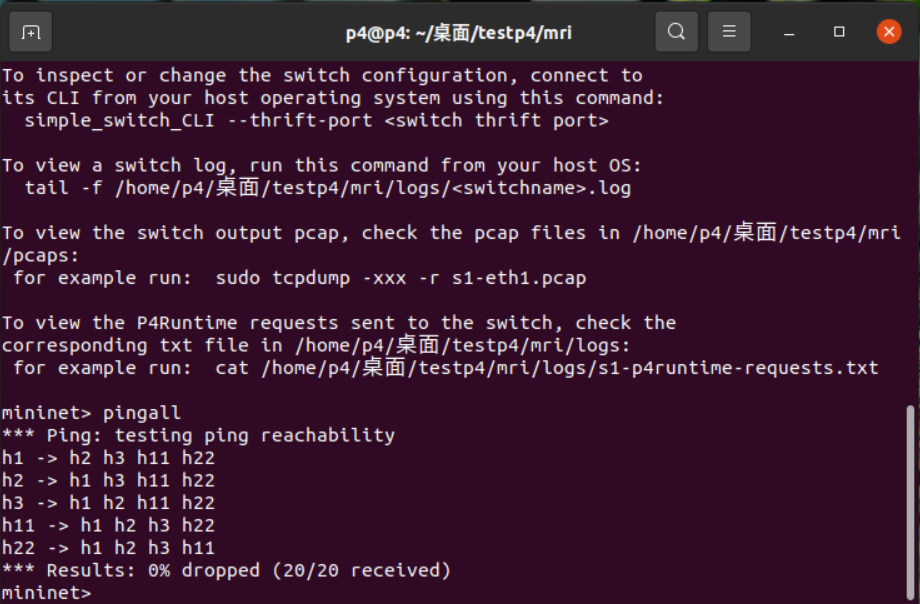 p4@p4: ~/桌面/testp4/mri
To inspect or change the switch configuration, connect to
its CLI from your host operating system using this command:
  simple_switch_CLI --thrift-port <switch thrift port>
To view a switch log, run this command from your host OS:
  tail -f /home/p4/桌面/testp4/mri/logs/<switchname>.log
To view the switch output pcap, check the pcap files in /home/p4/桌面/testp4/mri
/pcaps:
 for example run:  sudo tcpdump -xxx -r s1-eth1.pcap
To view the P4Runtime requests sent to the switch, check the
corresponding txt file in /home/p4/桌面/testp4/mri/logs:
 for example run:  cat /home/p4/桌面/testp4/mri/logs/s1-p4runtime-requests.txt
mininet> pingall
*** Ping: testing ping reachability
h1 -> h2 h3 h11 h22
h2 -> h1 h3 h11 h22
h3 -> h1 h2 h11 h22
h11 -> h1 h2 h3 h22
h22 -> h1 h2 h3 h11
*** Results: 0% dropped (20/20 received)
mininet>